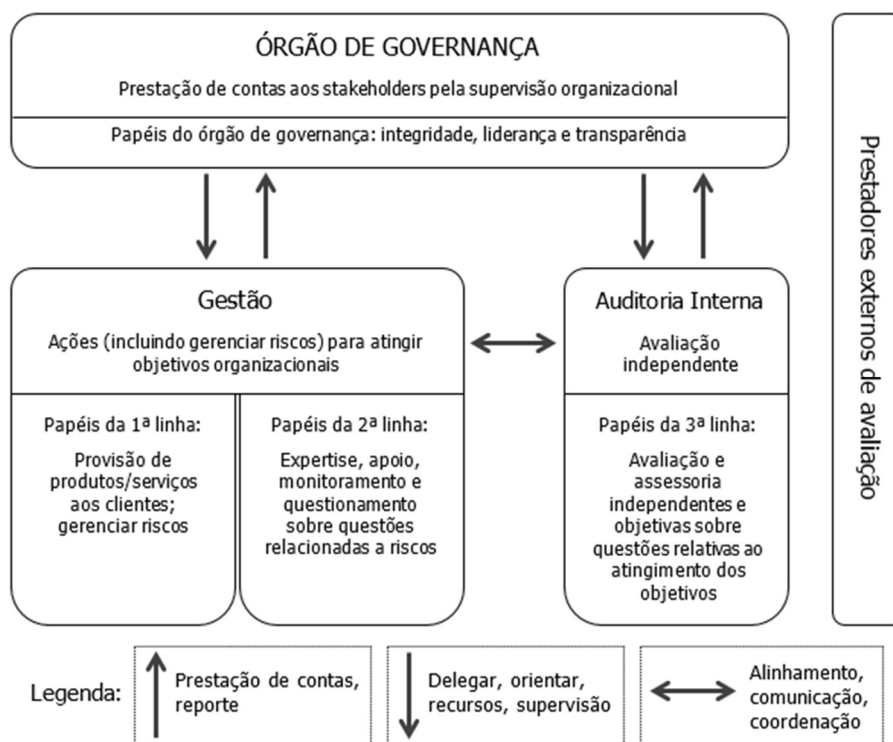 ÓRGÃO DE GOVERNANÇA
Prestação de contas aos stakeholders pela supervisão organizacional
Papéis do órgão de governança: integridade, liderança e transparência
Gestão
Ações (incluindo gerenciar riscos) para atingir
objetivos organizacionais
Papéis da 1ª linha:
Provisão de
produtos/serviços
aos clientes;
gerenciar riscos
Papéis da 2ª linha:
Expertise, apoio,
monitoramento e
questionamento
sobre questões
relacionadas a riscos
Auditoria Interna
Avaliação
independente
Papéis da 3ª linha:
Avaliação e
assessoria
independentes e
objetivas sobre
questões relativas ao
atingimento dos
objetivos
Prestadores externos de avaliação
Legenda:
Prestação de contas,
reporte
Delegar, orientar,
recursos, supervisão
Alinhamento,
comunicação,
coordenação